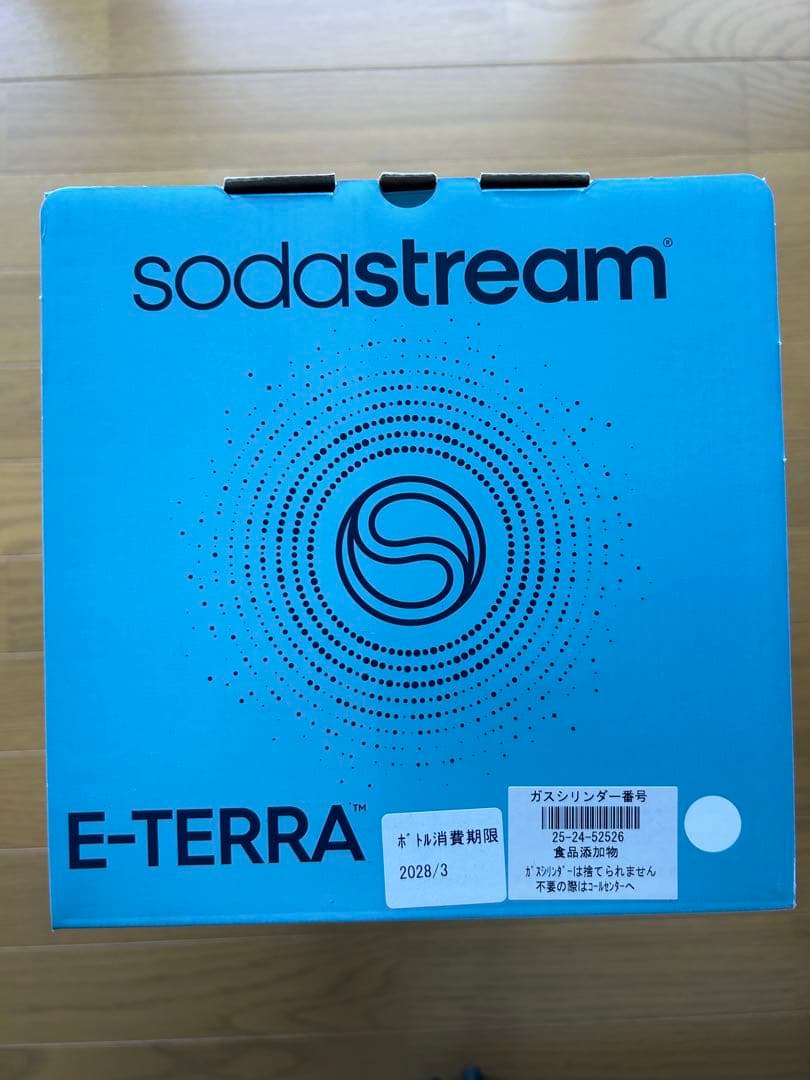 sodastream®
E-TERRA™
ﾎﾞﾄﾙ消費期限
2028/3
ガスシリンダー番号
25-24-52526
食品添加物
ｶﾞｽｼﾘﾝﾀﾞｰは捨てられません
不要の際はｺｰﾙｾﾝﾀｰへ